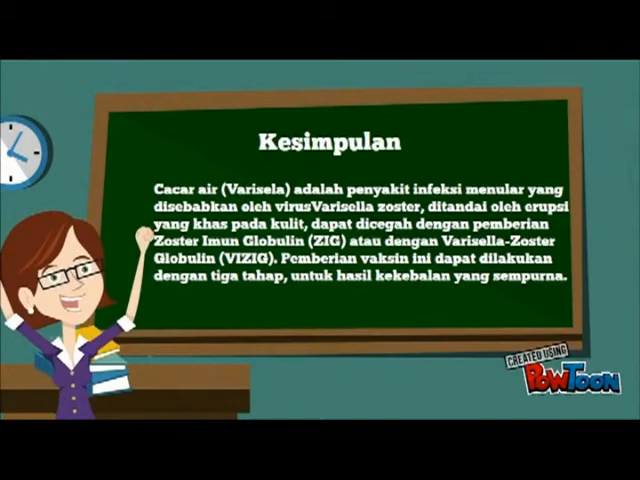 Kesimpulan
Cacar air (Varisela) adalah penyakit infeksi menular yang
disebabkan oleh virusVarisella zoster, ditandai oleh erupsi
yang khas pada kulit, dapat dicegah dengan pemberian
Zoster Imun Globulin (ZIG) atau dengan Varisella-Zoster
Globulin (VIZIG). Pemberian vaksin ini dapat dilakukan
dengan tiga tahap, untuk hasil kekebalan yang sempurna.
CREATED USING
POWTOON